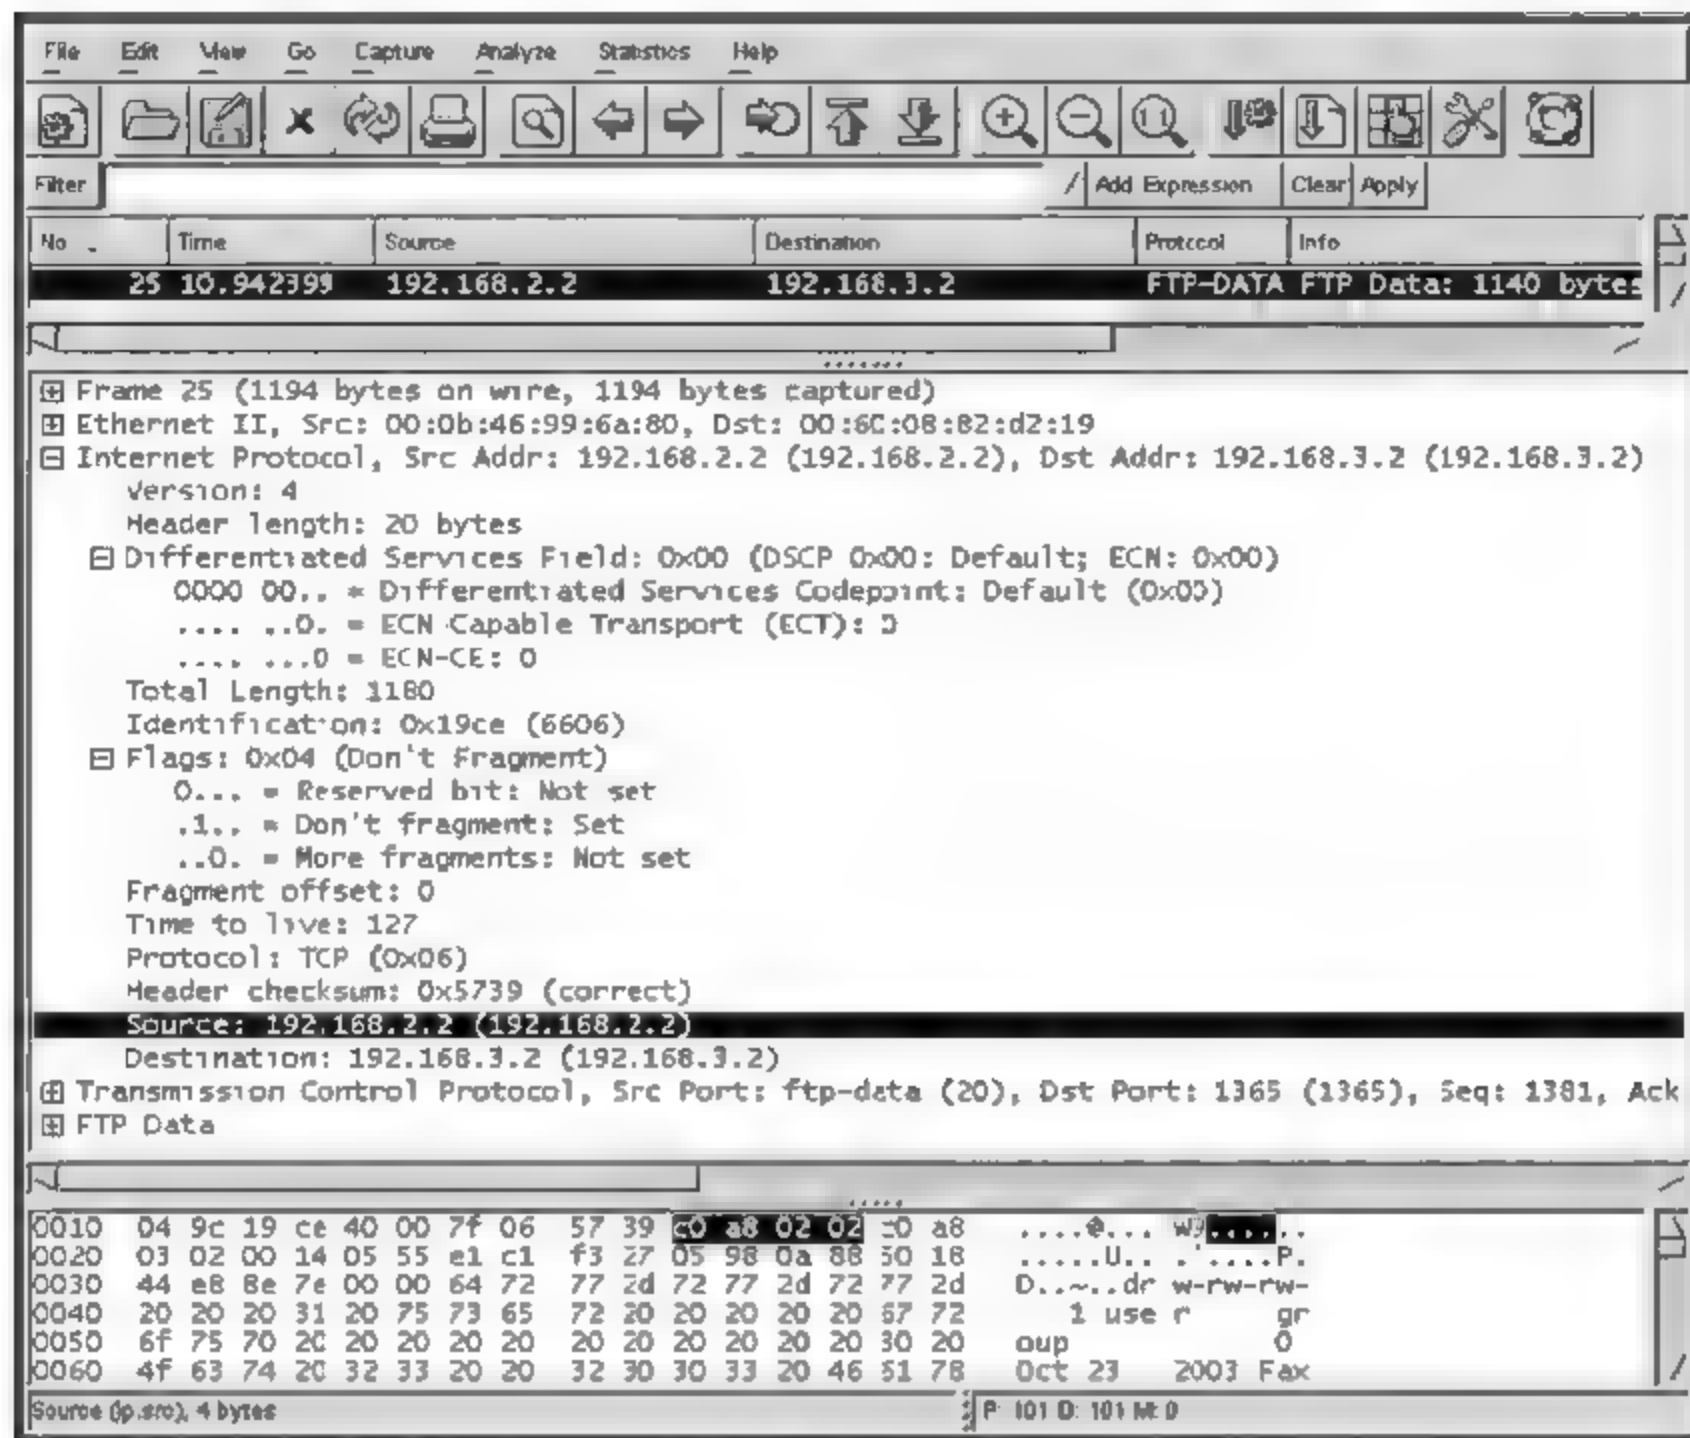 File Edit View Go Capture Analyze Statistics Help
Filter Add Expression Clear Apply
No Time Source Destination Protocol Info
25 10.942399 192.168.2.2 192.168.3.2 FTP-DATA FTP Data: 1140 bytes
Frame 25 (1194 bytes on wire, 1194 bytes captured)
Ethernet II, Src: 00:0b:46:99:6a:80, Dst: 00:60:08:82:d2:19
Internet Protocol, Src Addr: 192.168.2.2 (192.168.2.2), Dst Addr: 192.168.3.2 (192.168.3.2)
Version: 4
Header length: 20 bytes
Differentiated Services Field: 0x00 (DSCP 0x00: Default; ECN: 0x00)
0000 00.. = Differentiated Services Codepoint: Default (0x00)
.... ..0. = ECN-Capable Transport (ECT): 0
.... ...0 = ECN-CE: 0
Total Length: 1180
Identification: 0x19ce (6606)
Flags: 0x04 (Don't Fragment)
0... = Reserved bit: Not set
.1.. = Don't fragment: Set
..0. = More fragments: Not set
Fragment offset: 0
Time to live: 127
Protocol: TCP (0x06)
Header checksum: 0x5739 (correct)
Source: 192.168.2.2 (192.168.2.2)
Destination: 192.168.3.2 (192.168.3.2)
Transmission Control Protocol, Src Port: ftp-data (20), Dst Port: 1365 (1365), Seq: 1381, Ack
FTP Data
0010 04 9c 19 ce 40 00 7f 06 57 39 c0 a8 02 02 c0 a8 ....@... W9......
0020 03 02 00 14 05 55 e1 c1 f3 27 05 98 0a 88 50 18 .....U.. .'....P.
0030 44 e8 8e 7e 00 00 64 72 77 2d 72 77 2d 72 77 2d D..~..dr w-rw-rw-
0040 20 20 20 31 20 75 73 65 72 20 20 20 20 20 67 72 1 use r gr
0050 6f 75 70 20 20 20 20 20 20 20 20 20 20 20 30 20 oup 0
0060 4f 63 74 20 32 33 20 20 32 30 30 33 20 46 61 78 Oct 23 2003 Fax
Source (ip.src), 4 bytes P: 101 D: 101 M: 0